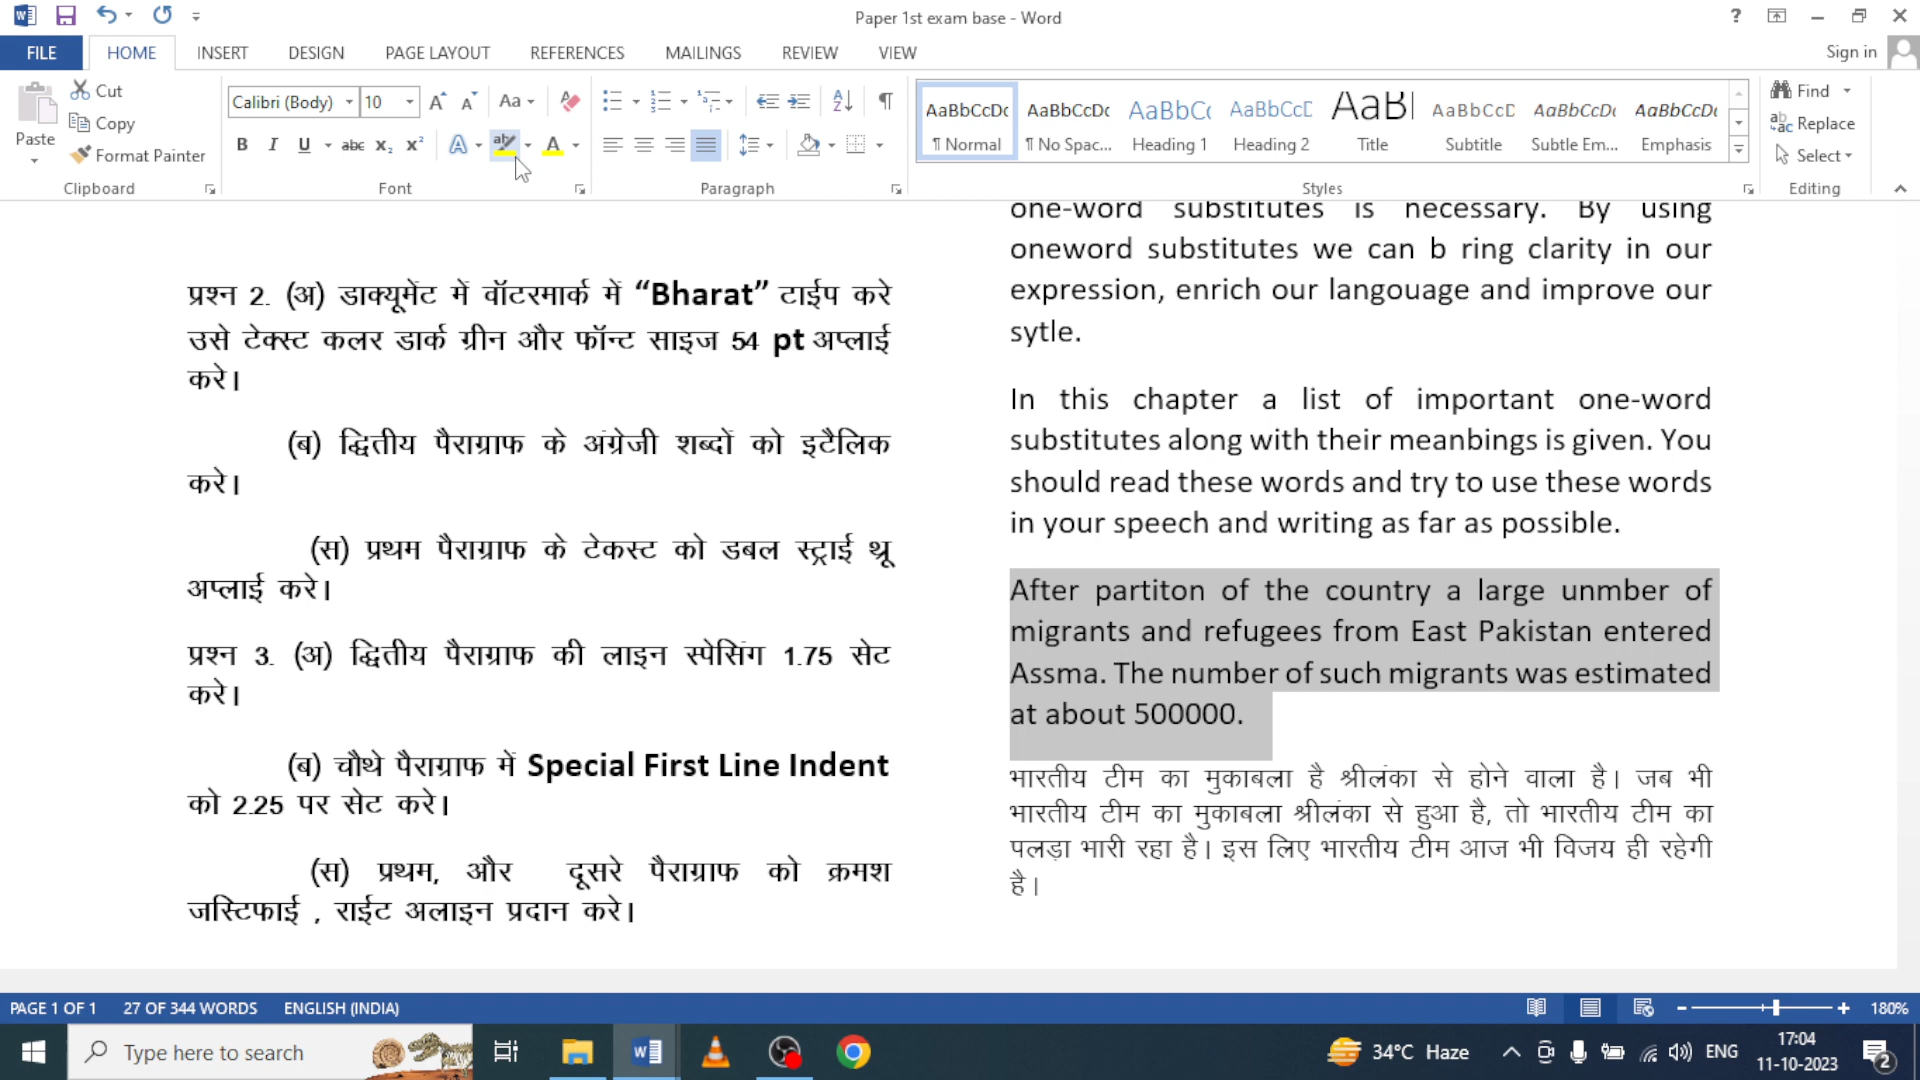 Paper 1st exam base - Word
FILE HOME INSERT DESIGN PAGE LAYOUT REFERENCES MAILINGS REVIEW VIEW Sign in
Paste Cut Copy Format Painter
Clipboard
Calibri (Body) 10
Font
Paragraph
AaBbCcDc AaBbCcDc AaBbCc AaBbCcD AaB AaBbCcD AaBbCcDc AaBbCcDc
¶ Normal ¶ No Spac... Heading 1 Heading 2 Title Subtitle Subtle Em... Emphasis
Styles
Find Replace Select
Editing
प्रश्न 2. (अ) डाक्यूमेंट में वॉटरमार्क में “Bharat” टाईप करे
उसे टेक्स्ट कलर डार्क ग्रीन और फॉन्ट साइज 54 pt अप्लाई
करे।
(ब) द्वितीय पैराग्राफ के अंग्रेजी शब्दों को इटैलिक
करे।
(स) प्रथम पैराग्राफ के टेकस्ट को डबल स्ट्राई थ्रू
अप्लाई करे।
प्रश्न 3. (अ) द्वितीय पैराग्राफ की लाइन स्पेसिंग 1.75 सेट
करे।
(ब) चौथे पैराग्राफ में Special First Line Indent
को 2.25 पर सेट करे।
(स) प्रथम, और दूसरे पैराग्राफ को क्रमश
जस्टिफाई , राईट अलाइन प्रदान करे।
one-word substitutes is necessary. By using
oneword substitutes we can b ring clarity in our
expression, enrich our langouage and improve our
sytle.
In this chapter a list of important one-word
substitutes along with their meanbings is given. You
should read these words and try to use these words
in your speech and writing as far as possible.
After partiton of the country a large unmber of
migrants and refugees from East Pakistan entered
Assma. The number of such migrants was estimated
at about 500000.
भारतीय टीम का मुकाबला है श्रीलंका से होने वाला है। जब भी
भारतीय टीम का मुकाबला श्रीलंका से हुआ है, तो भारतीय टीम का
पलड़ा भारी रहा है। इस लिए भारतीय टीम आज भी विजय ही रहेगी
है।
PAGE 1 OF 1 27 OF 344 WORDS ENGLISH (INDIA) 180%
Type here to search
34°C Haze ENG
17:04
11-10-2023
2